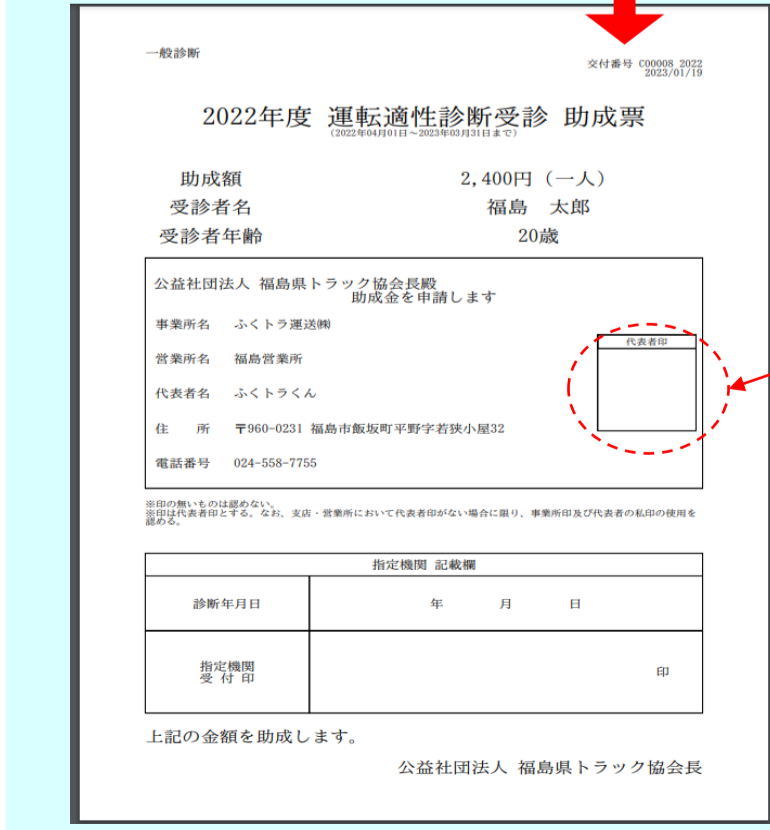 一般診断
交付番号 C00008 2022
2023/01/19
2022年度 運転適性診断受診 助成票
(2022年04月01日～2023年03月31日まで)
助成額 2,400円（一人）
受診者名 福島 太郎
受診者年齢 20歳
公益社団法人 福島県トラック協会長殿
助成金を申請します
事業所名 ふくトラ運送㈱
代表者印
営業所名 福島営業所
代表者名 ふくトラくん
住 所 〒960-0231 福島市飯坂町平野字若狭小屋32
電話番号 024-558-7755
※印の無いものは認めない。
※印は代表者印とする。なお、支店・営業所において代表者印がない場合に限り、事業所印及び代表者の私印の使用を
認める。
指定機関 記載欄
診断年月日 年 月 日
指定機関
受 付 印 印
上記の金額を助成します。
公益社団法人 福島県トラック協会長